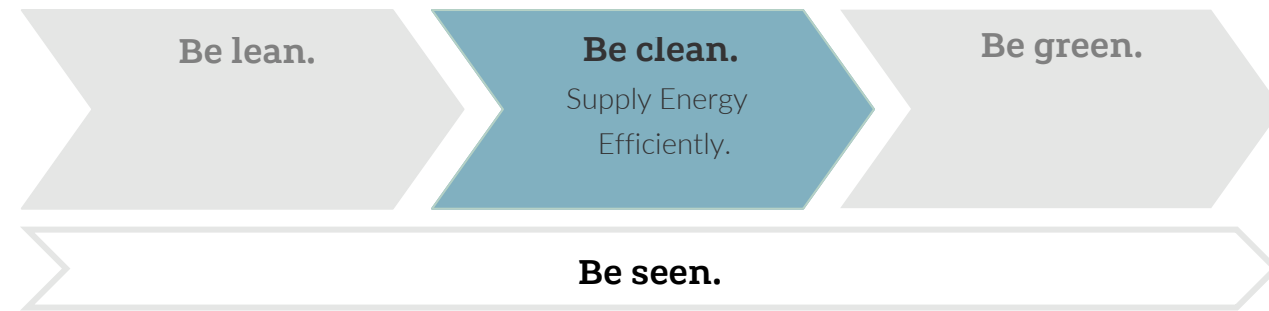 Be lean.
Be clean.
Supply Energy
Efficiently.
Be green.
Be seen.